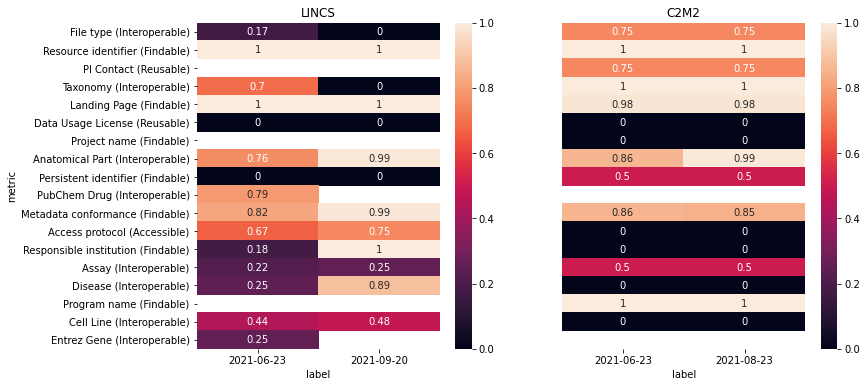 LINCS
C2M2
metric
File type (Interoperable) 0.17 0 0.75 0.75
Resource identifier (Findable) 1 1 1 1
PI Contact (Reusable) 0.75 0.75
Taxonomy (Interoperable) 0.7 0 1 1
Landing Page (Findable) 1 1 0.98 0.98
Data Usage License (Reusable) 0 0 0 0
Project name (Findable) 0 0
Anatomical Part (Interoperable) 0.76 0.99 0.86 0.99
Persistent identifier (Findable) 0 0 0.5 0.5
PubChem Drug (Interoperable) 0.79
Metadata conformance (Findable) 0.82 0.99 0.86 0.85
Access protocol (Accessible) 0.67 0.75 0 0
Responsible institution (Findable) 0.18 1 0 0
Assay (Interoperable) 0.22 0.25 0.5 0.5
Disease (Interoperable) 0.25 0.89 0 0
Program name (Findable) 1 1
Cell Line (Interoperable) 0.44 0.48 0 0
Entrez Gene (Interoperable) 0.25
2021-06-23 2021-09-20
label
1.0
0.8
0.6
0.4
0.2
0.0
2021-06-23 2021-08-23
label
1.0
0.8
0.6
0.4
0.2
0.0